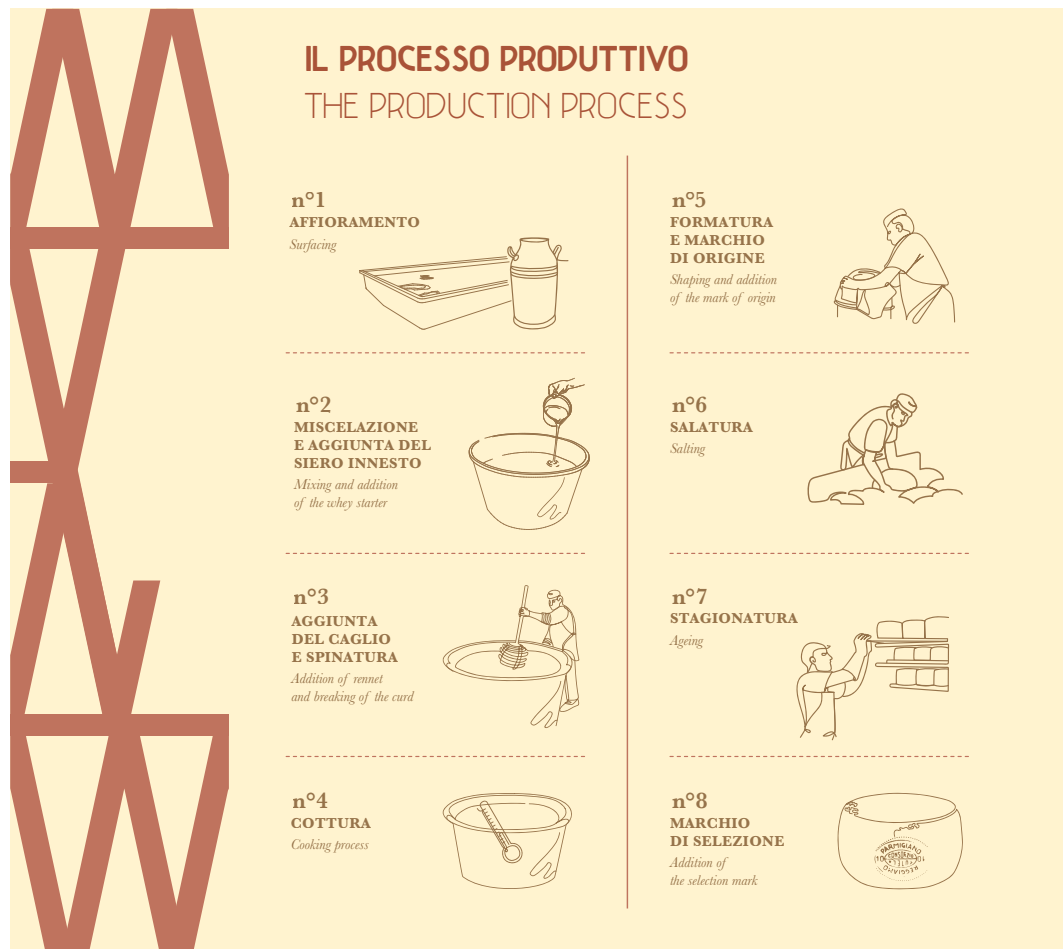 IL PROCESSO PRODUTTIVO
THE PRODUCTION PROCESS
n°1
AFFIORAMENTO
Surfacing
n°2
MISCELAZIONE
E AGGIUNTA DEL
SIERO INNESTO
Mixing and addition
of the whey starter
n°3
AGGIUNTA
DEL CAGLIO
E SPINATURA
Addition of rennet
and breaking of the curd
n°4
COTTURA
Cooking process
n°5
FORMATURA
E MARCHIO
DI ORIGINE
Shaping and addition
of the mark of origin
n°6
SALATURA
Salting
n°7
STAGIONATURA
Ageing
n°8
MARCHIO
DI SELEZIONE
Addition of
the selection mark
PARMIGIANO
REGGIANO